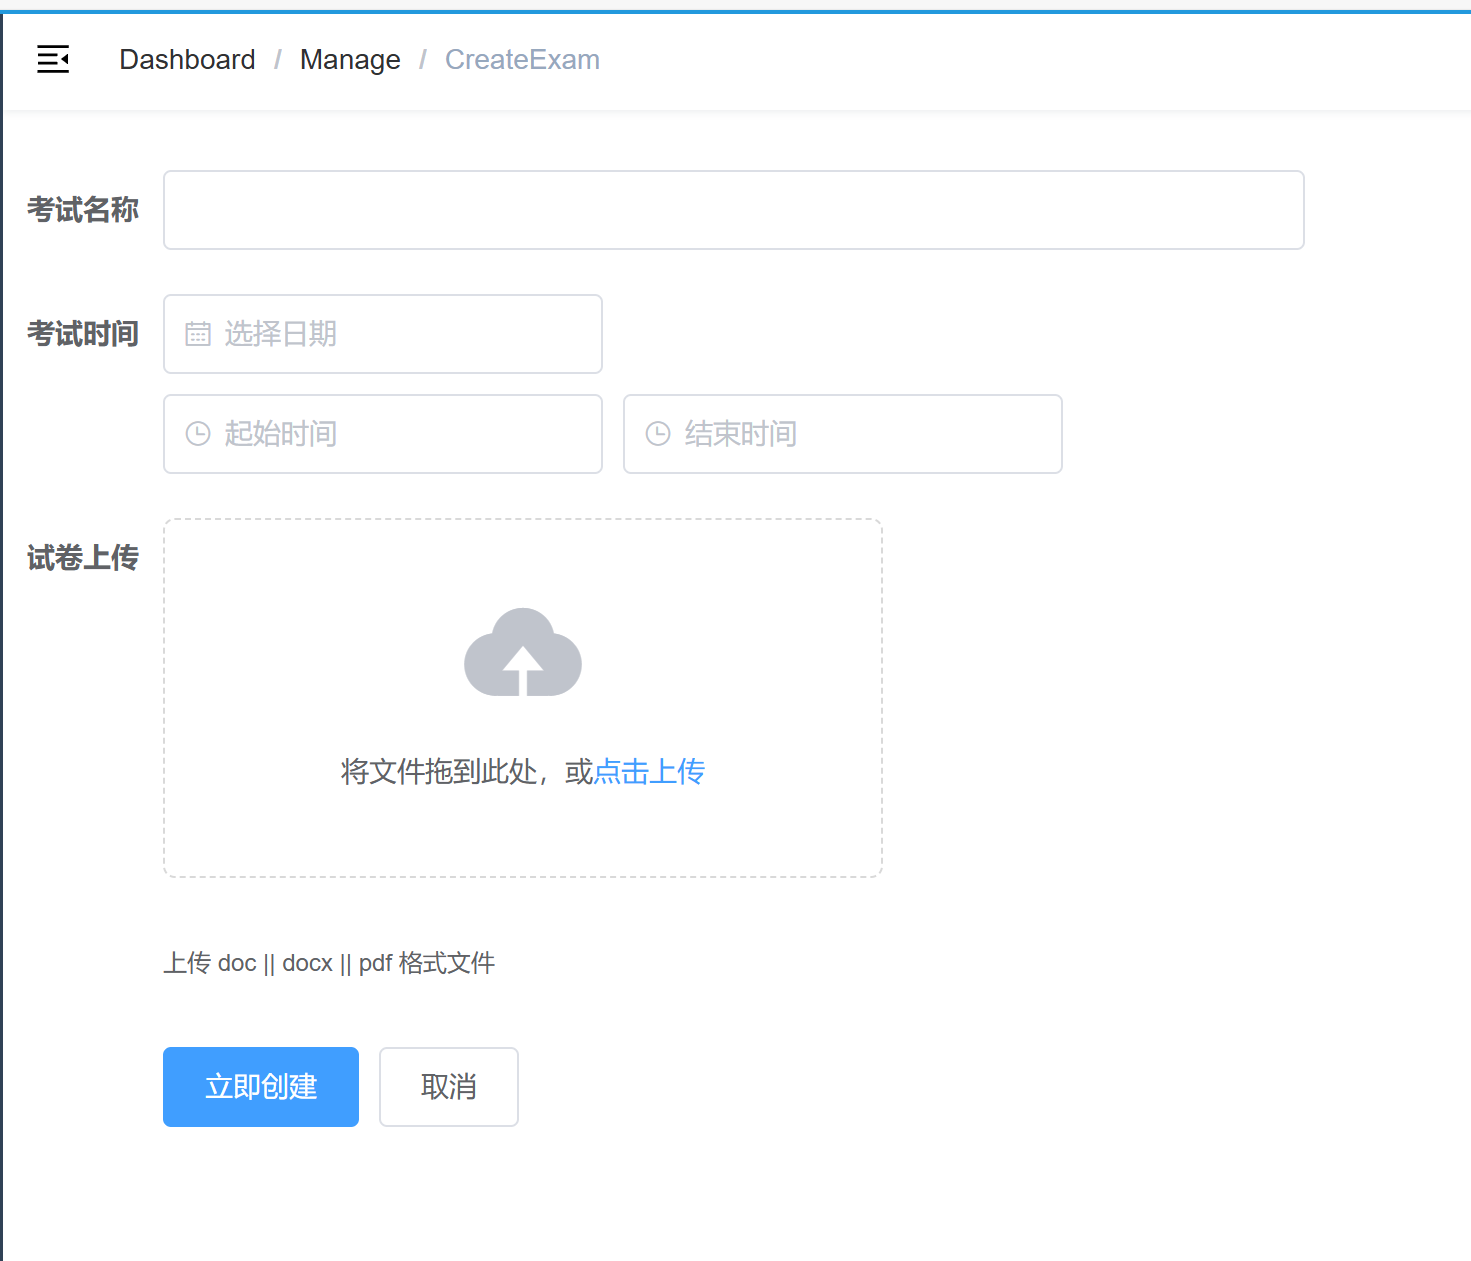 Dashboard / Manage / CreateExam
考试名称
考试时间 选择日期
起始时间 结束时间
试卷上传
将文件拖到此处，或点击上传
上传 doc || docx || pdf 格式文件
立即创建 取消